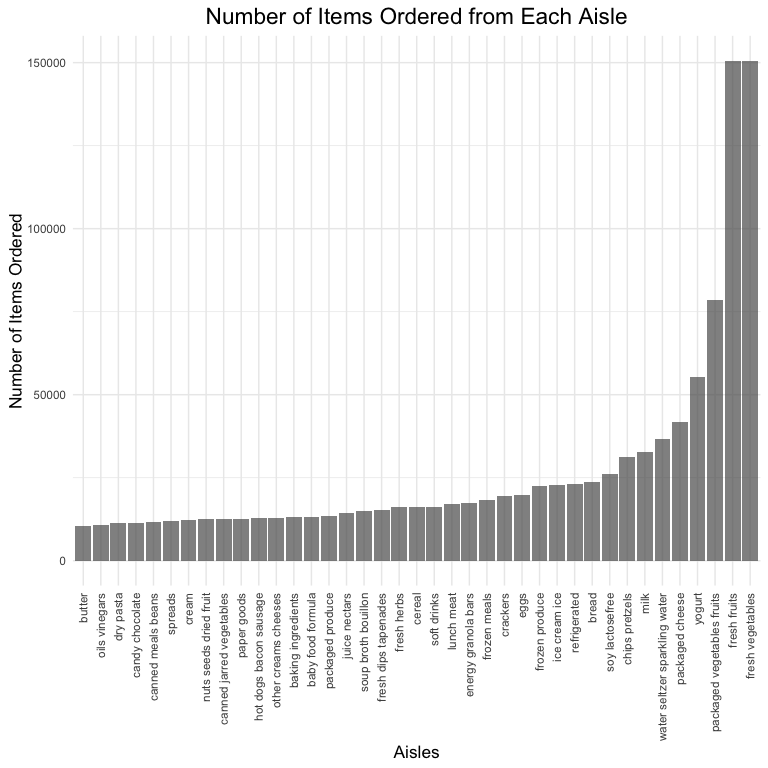 Number of Items Ordered from Each Aisle
Number of Items Ordered
150000
100000
50000
0
butter
oils vinegars
dry pasta
candy chocolate
canned meals beans
spreads
cream
nuts seeds dried fruit
canned jarred vegetables
paper goods
hot dogs bacon sausage
other creams cheeses
baking ingredients
baby food formula
packaged produce
juice nectars
soup broth bouillon
fresh dips tapenades
fresh herbs
cereal
soft drinks
lunch meat
energy granola bars
frozen meals
crackers
eggs
frozen produce
ice cream ice
refrigerated
bread
soy lactosefree
chips pretzels
milk
water seltzer sparkling water
packaged cheese
yogurt
packaged vegetables fruits
fresh fruits
fresh vegetables
Aisles